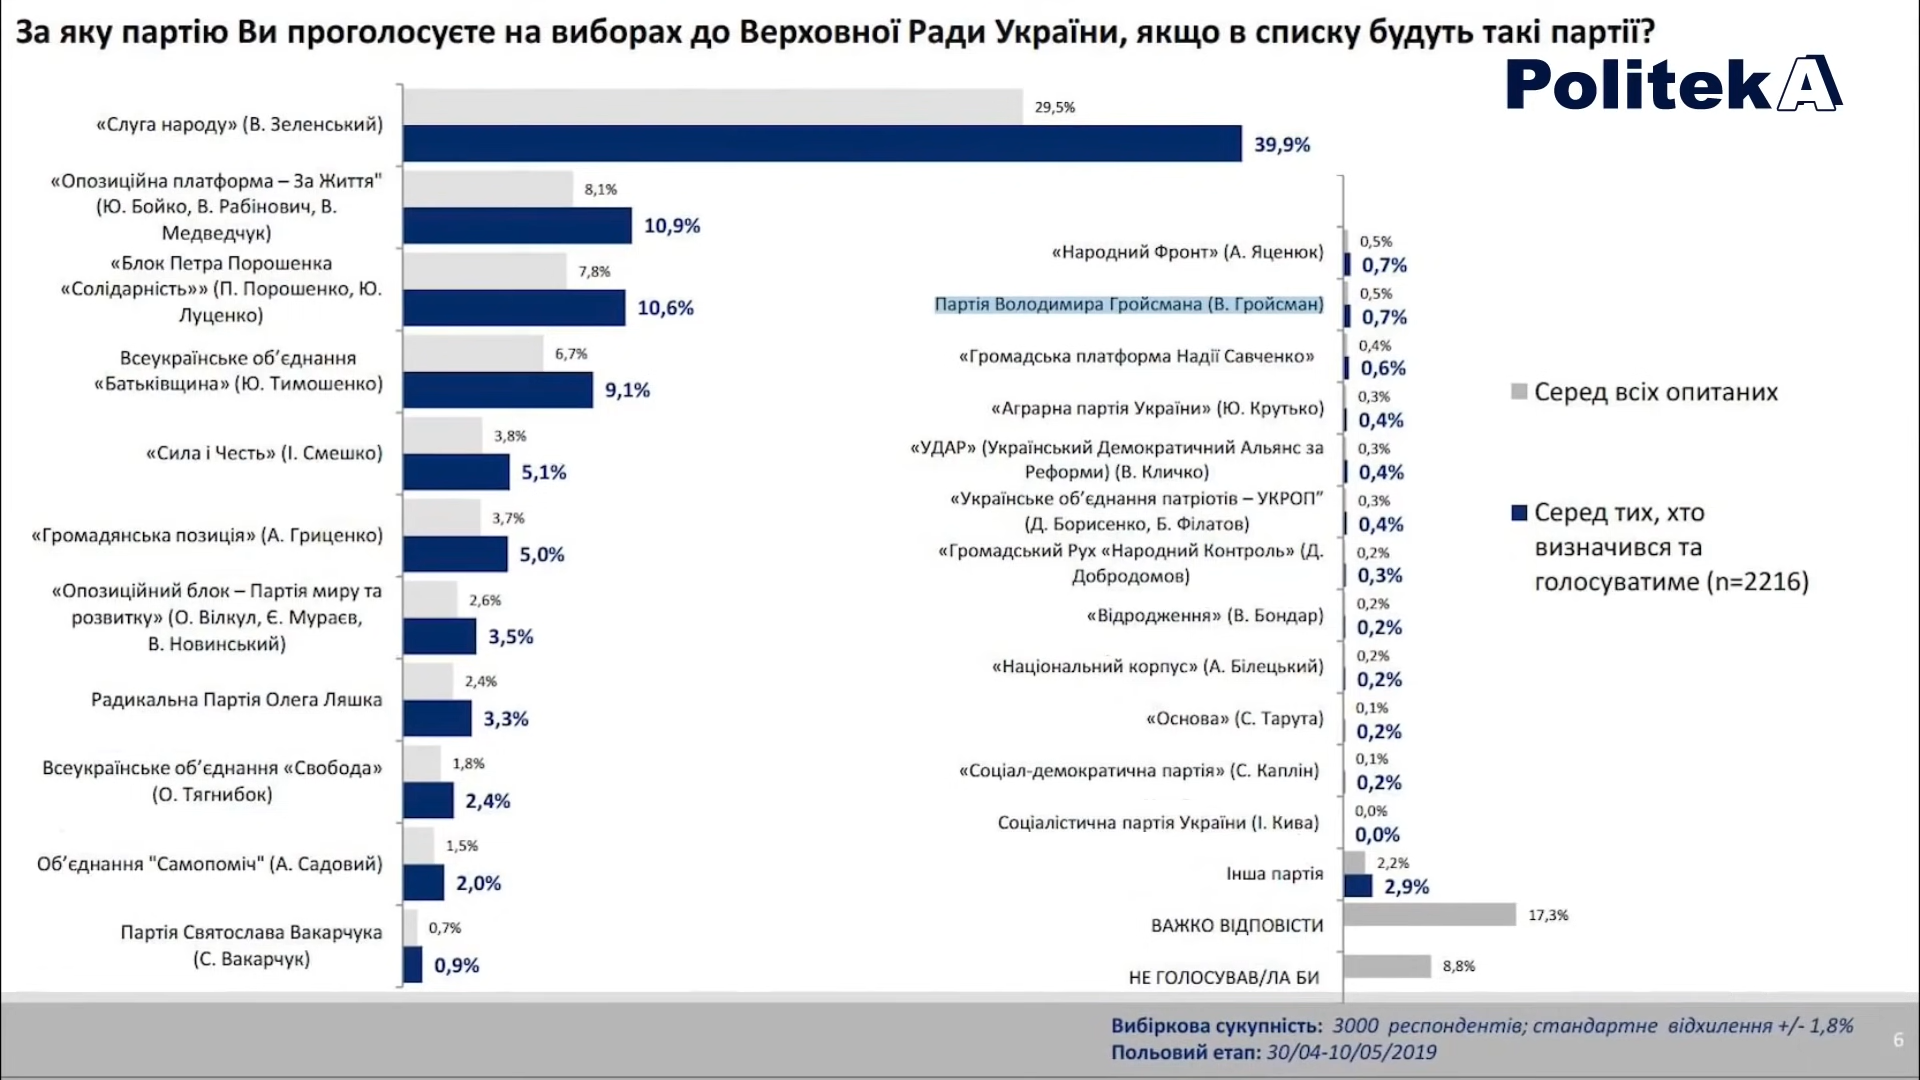 За яку партію Ви проголосуєте на виборах до Верховної Ради України, якщо в списку будуть такі партії?
PolitekA
«Слуга народу» (В. Зеленський)
29,5%
39,9%
«Опозиційна платформа – За Життя"
(Ю. Бойко, В. Рабінович, В.
Медведчук)
8,1%
10,9%
«Блок Петра Порошенка
«Солідарність»» (П. Порошенко, Ю.
Луценко)
7,8%
10,6%
Всеукраїнське об’єднання
«Батьківщина» (Ю. Тимошенко)
6,7%
9,1%
«Сила і Честь» (І. Смешко)
3,8%
5,1%
«Громадянська позиція» (А. Гриценко)
3,7%
5,0%
«Опозиційний блок – Партія миру та
розвитку» (О. Вілкул, Є. Мураєв,
В. Новинський)
2,6%
3,5%
Радикальна Партія Олега Ляшка
2,4%
3,3%
Всеукраїнське об’єднання «Свобода»
(О. Тягнибок)
1,8%
2,4%
Об’єднання "Самопоміч" (А. Садовий)
1,5%
2,0%
Партія Святослава Вакарчука
(С. Вакарчук)
0,7%
0,9%
«Народний Фронт» (А. Яценюк)
0,5%
0,7%
Партія Володимира Гройсмана (В. Гройсман)
0,5%
0,7%
«Громадська платформа Надії Савченко»
0,4%
0,6%
«Аграрна партія України» (Ю. Крутько)
0,3%
0,4%
«УДАР» (Український Демократичний Альянс за
Реформи) (В. Кличко)
0,3%
0,4%
«Українське об’єднання патріотів – УКРОП”
(Д. Борисенко, Б. Філатов)
0,3%
0,4%
«Громадський Рух «Народний Контроль» (Д.
Добродомов)
0,2%
0,3%
«Відродження» (В. Бондар)
0,2%
0,2%
«Національний корпус» (А. Білецький)
0,2%
0,2%
«Основа» (С. Тарута)
0,1%
0,2%
«Соціал-демократична партія» (С. Каплін)
0,1%
0,2%
Соціалістична партія України (І. Кива)
0,0%
0,0%
Інша партія
2,2%
2,9%
ВАЖКО ВІДПОВІСТИ
17,3%
НЕ ГОЛОСУВАВ/ЛА БИ
8,8%
Серед всіх опитаних
Серед тих, хто
визначився та
голосуватиме (n=2216)
Вибіркова сукупність: 3000 респондентів; стандартне відхилення +/- 1,8%
Польовий етап: 30/04-10/05/2019
6